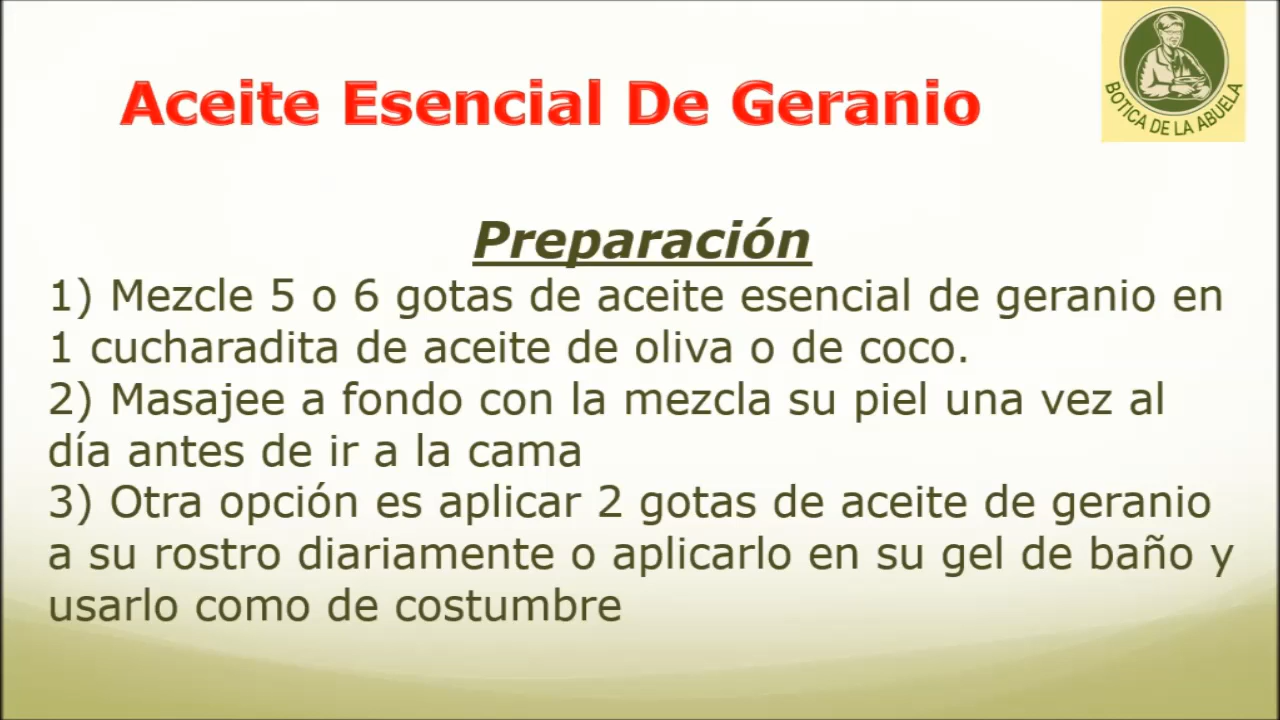 Aceite Esencial De Geranio
BOTICA DE LA ABUELA
Preparación
1) Mezcle 5 o 6 gotas de aceite esencial de geranio en
1 cucharadita de aceite de oliva o de coco.
2) Masajee a fondo con la mezcla su piel una vez al
día antes de ir a la cama
3) Otra opción es aplicar 2 gotas de aceite de geranio
a su rostro diariamente o aplicarlo en su gel de baño y
usarlo como de costumbre